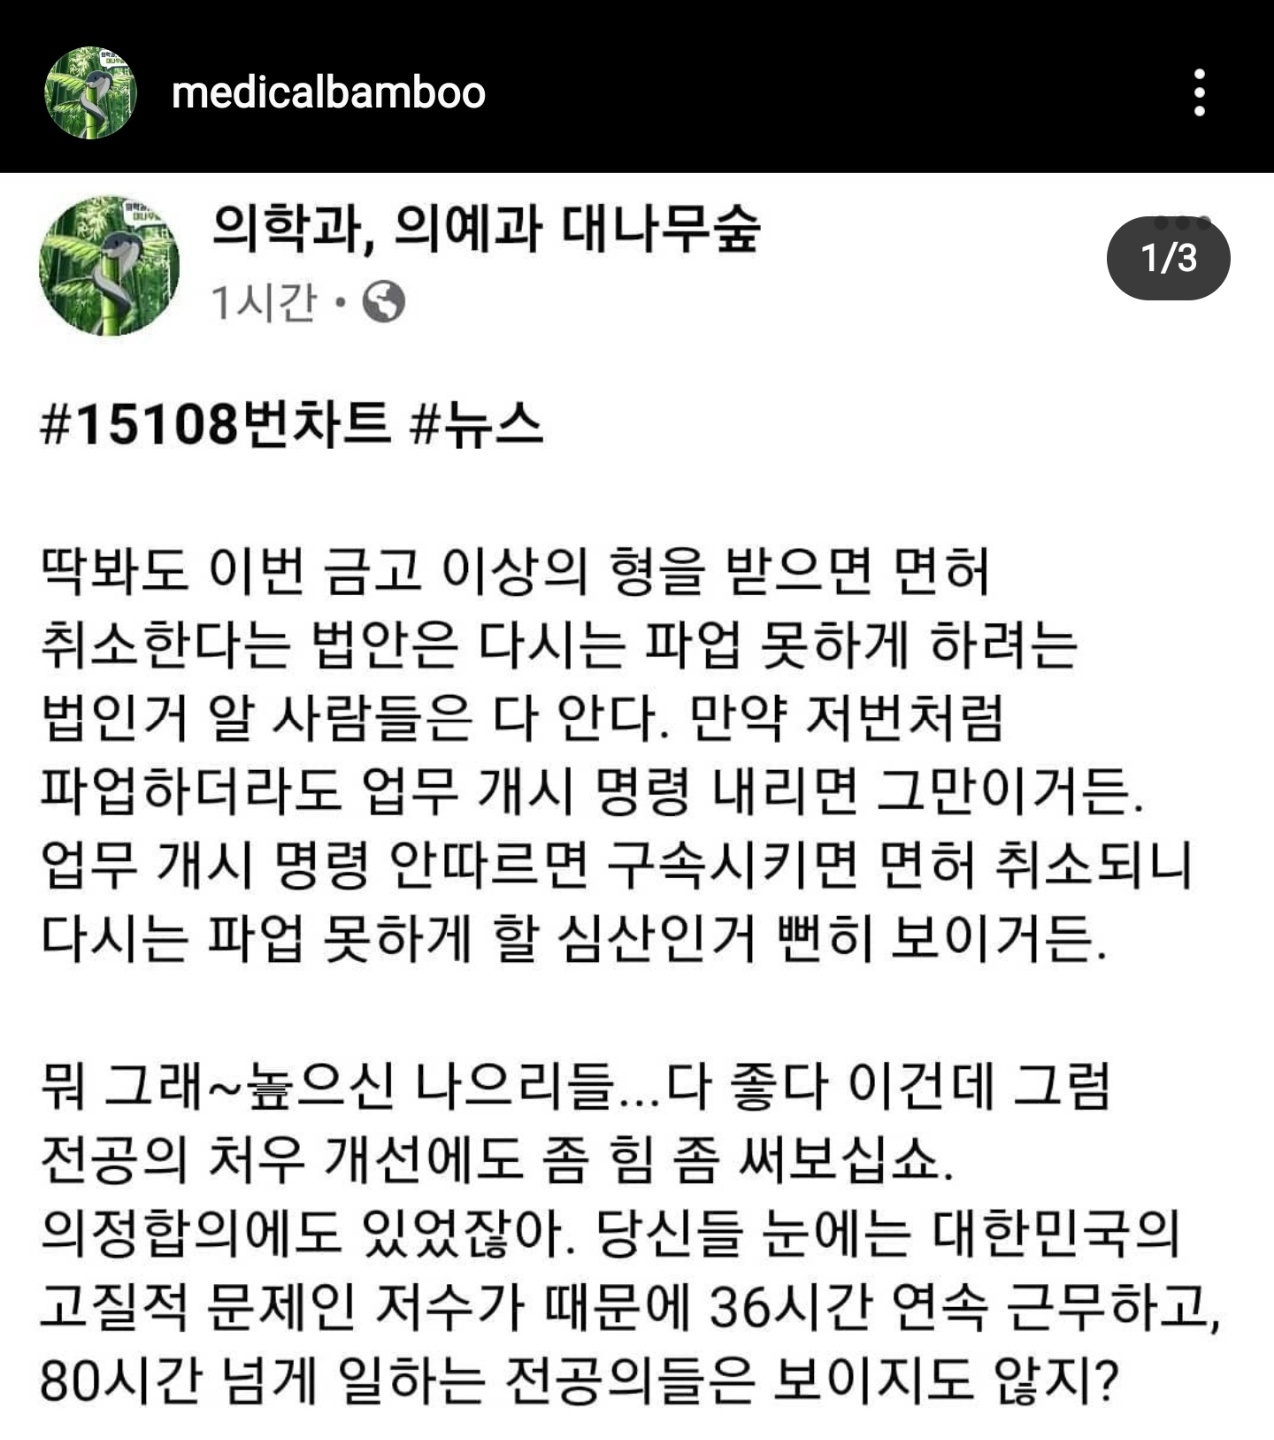 medicalbamboo
의학과, 의예과 대나무숲
1시간
1/3
#15108번차트 #뉴스
딱봐도 이번 금고 이상의 형을 받으면 면허
취소한다는 법안은 다시는 파업 못하게 하려는
법인거 알 사람들은 다 안다. 만약 저번처럼
파업하더라도 업무 개시 명령 내리면 그만이거든.
업무 개시 명령 안따르면 구속시키면 면허 취소되니
다시는 파업 못하게 할 심산인거 뻔히 보이거든.
뭐 그래~높으신 나으리들...다 좋다 이건데 그럼
전공의 처우 개선에도 좀 힘 좀 써보십쇼.
의정합의에도 있었잖아. 당신들 눈에는 대한민국의
고질적 문제인 저수가 때문에 36시간 연속 근무하고,
80시간 넘게 일하는 전공의들은 보이지도 않지?